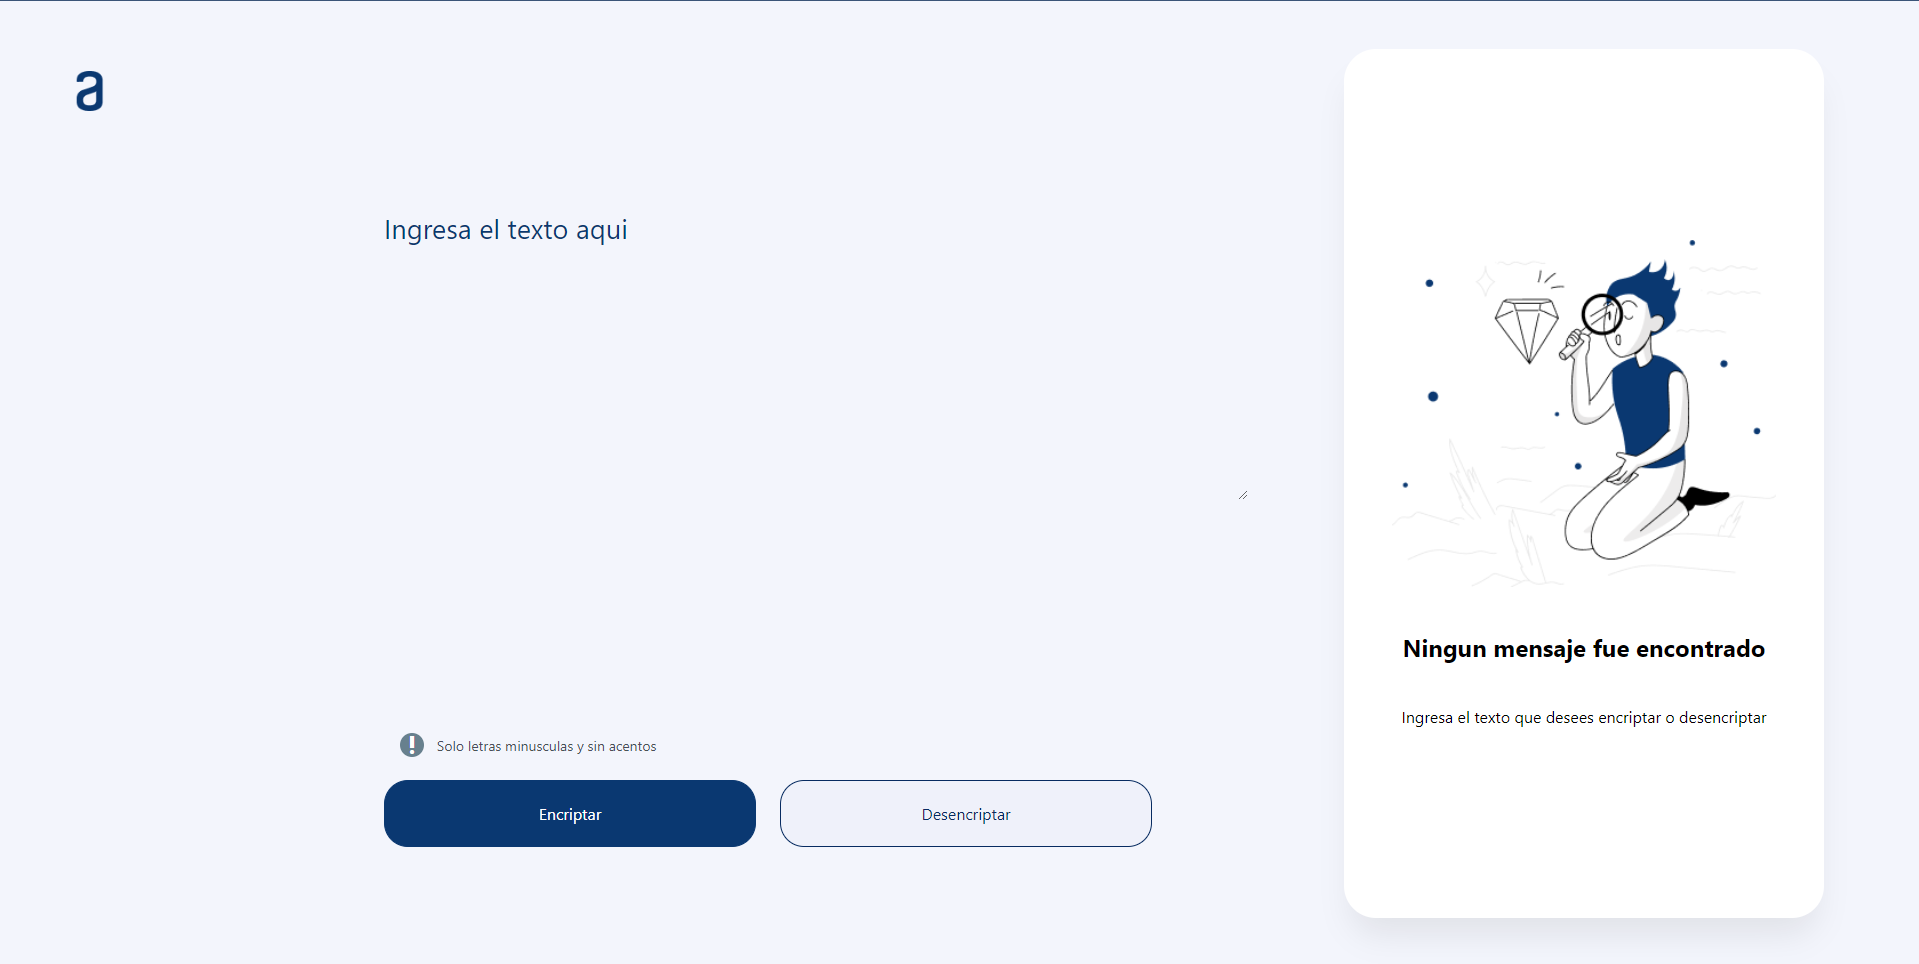 a
Ingresa el texto aqui
Ningun mensaje fue encontrado
Ingresa el texto que desees encriptar o desencriptar
Solo letras minusculas y sin acentos
Encriptar
Desencriptar